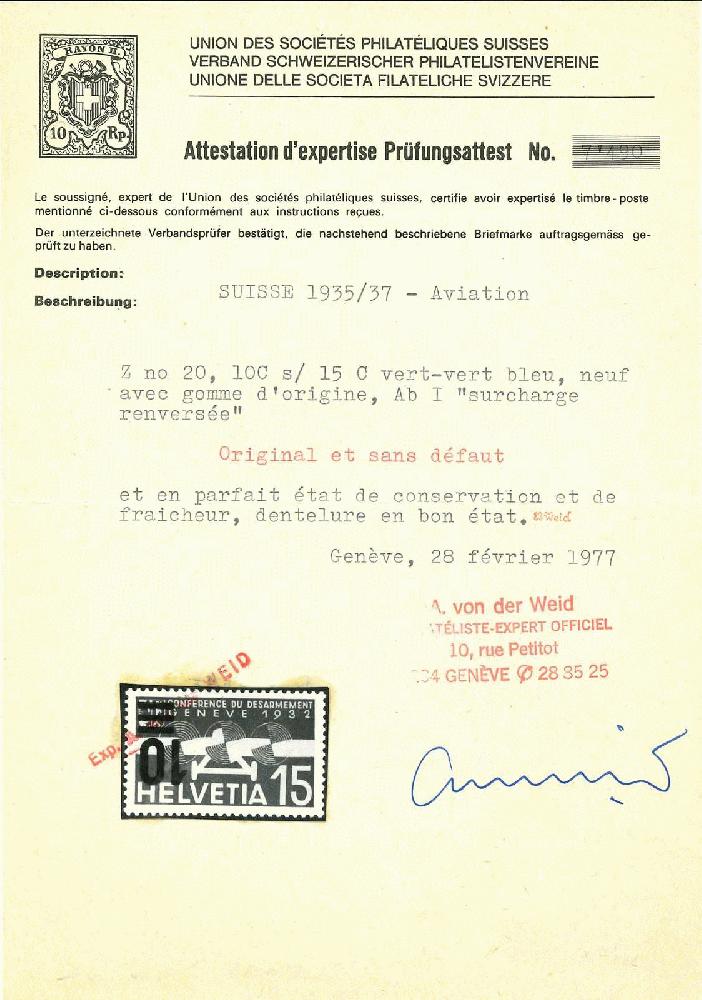 RAYON II.
10 Rp.
UNION DES SOCIÉTÉS PHILATÉLIQUES SUISSES
VERBAND SCHWEIZERISCHER PHILATELISTENVEREINE
UNIONE DELLE SOCIETA FILATELICHE SVIZZERE
Attestation d'expertise Prüfungsattest No.
Le soussigné, expert de l'Union des sociétés philatéliques suisses, certifie avoir expertisé le timbre-poste
mentionné ci-dessous conformément aux instructions reçues.
Der unterzeichnete Verbandsprüfer bestätigt, die nachstehend beschriebene Briefmarke auftragsgemäss ge-
prüft zu haben.
Description:
Beschreibung:
SUISSE 1935/37 - Aviation
Z no 20, 10C s/ 15 C vert-vert bleu, neuf
avec gomme d'origine, Ab I "surcharge
renversée"
Original et sans défaut
et en parfait état de conservation et de
fraicheur, dentelure en bon état.
Genève, 28 février 1977
A. von der Weid
TÉLISTE-EXPERT OFFICIEL
10, rue Petitot
04 GENÈVE 28 35 25
Exp. A. WEID
CONFERENCE DU DESARMEMENT
GENEVE 1932
10
HELVETIA 15